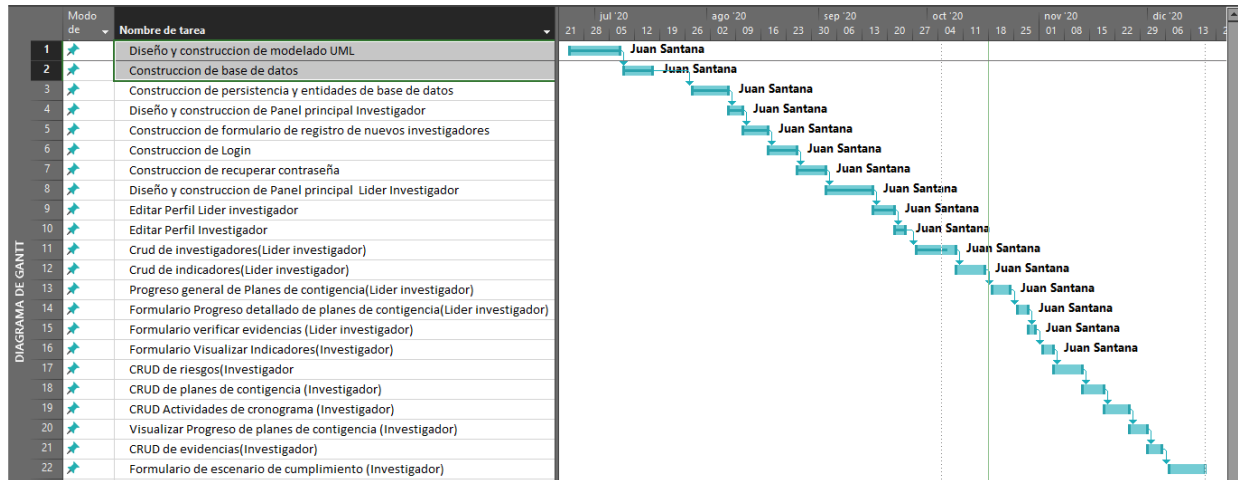 Modo
de
Nombre de tarea
jul '20 ago '20 sep '20 oct '20 nov '20 dic '20
21 28 05 12 19 26 02 09 16 23 30 06 13 20 27 04 11 18 25 01 08 15 22 29 06 13
1 Diseño y construccion de modelado UML Juan Santana
2 Construccion de base de datos Juan Santana
3 Construccion de persistencia y entidades de base de datos Juan Santana
4 Diseño y construccion de Panel principal Investigador Juan Santana
5 Construccion de formulario de registro de nuevos investigadores Juan Santana
6 Construccion de Login Juan Santana
7 Construccion de recuperar contraseña Juan Santana
8 Diseño y construccion de Panel principal Lider Investigador Juan Santana
9 Editar Perfil Lider investigador Juan Santana
10 Editar Perfil Investigador Juan Santana
11 Crud de investigadores(Lider investigador) Juan Santana
12 Crud de indicadores(Lider investigador) Juan Santana
13 Progreso general de Planes de contigencia(Lider investigador) Juan Santana
14 Formulario Progreso detallado de planes de contigencia(Lider investigador) Juan Santana
15 Formulario verificar evidencias (Lider investigador) Juan Santana
16 Formulario Visualizar Indicadores(Investigador) Juan Santana
17 CRUD de riesgos(Investigador
18 CRUD de planes de contigencia (Investigador)
19 CRUD Actividades de cronograma (Investigador)
20 Visualizar Progreso de planes de contigencia (Investigador)
21 CRUD de evidencias(Investigador)
22 Formulario de escenario de cumplimiento (Investigador)
DIAGRAMA DE GANTT